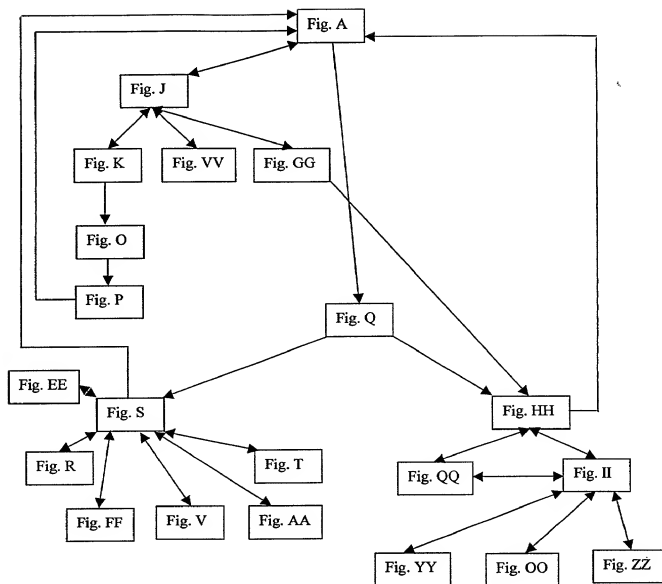 Fig. A
Fig. J
Fig. K
Fig. VV
Fig. GG
Fig. O
Fig. P
Fig. Q
Fig. EE
Fig. S
Fig. HH
Fig. R
Fig. T
Fig. QQ
Fig. II
Fig. FF
Fig. V
Fig. AA
Fig. YY
Fig. OO
Fig. ZZ